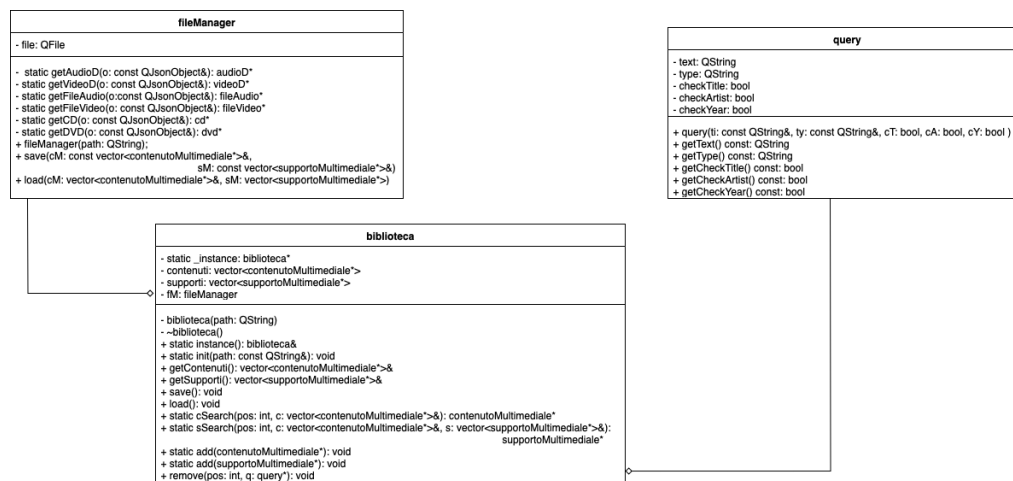 fileManager
- file: QFile
- static getAudioD(o: const QJsonObject&): audioD*
- static getVideoD(o: const QJsonObject&): videoD*
- static getFileAudio(o:const QJsonObject&): fileAudio*
- static getFileVideo(o: const QJsonObject&): fileVideo*
- static getCD(o: const QJsonObject&): cd*
- static getDVD(o: const QJsonObject&): dvd*
+ fileManager(path: QString);
+ save(cM: const vector<contenutoMultimediale*>&,
sM: const vector<supportoMultimediale*>&)
+ load(cM: vector<contenutoMultimediale*>&, sM: vector<supportoMultimediale*>)
query
- text: QString
- type: QString
- checkTitle: bool
- checkArtist: bool
- checkYear: bool
+ query(ti: const QString&, ty: const QString&, cT: bool, cA: bool, cY: bool )
+ getText() const: QString
+ getType() const: QString
+ getCheckTitle() const: bool
+ getCheckArtist() const: bool
+ getCheckYear() const: bool
biblioteca
- static _instance: biblioteca*
- contenuti: vector<contenutoMultimediale*>
- supporti: vector<supportoMultimediale*>
- fM: fileManager
- biblioteca(path: QString)
- ~biblioteca()
+ static instance(): biblioteca&
+ static init(path: const QString&): void
+ getContenuti(): vector<contenutoMultimediale*>&
+ getSupporti(): vector<supportoMultimediale*>&
+ save(): void
+ load(): void
+ static cSearch(pos: int, c: vector<contenutoMultimediale*>&): contenutoMultimediale*
+ static sSearch(pos: int, c: vector<contenutoMultimediale*>&, s: vector<supportoMultimediale*>&):
supportoMultimediale*
+ static add(contenutoMultimediale*): void
+ static add(supportoMultimediale*): void
+ remove(pos: int, q: query*): void